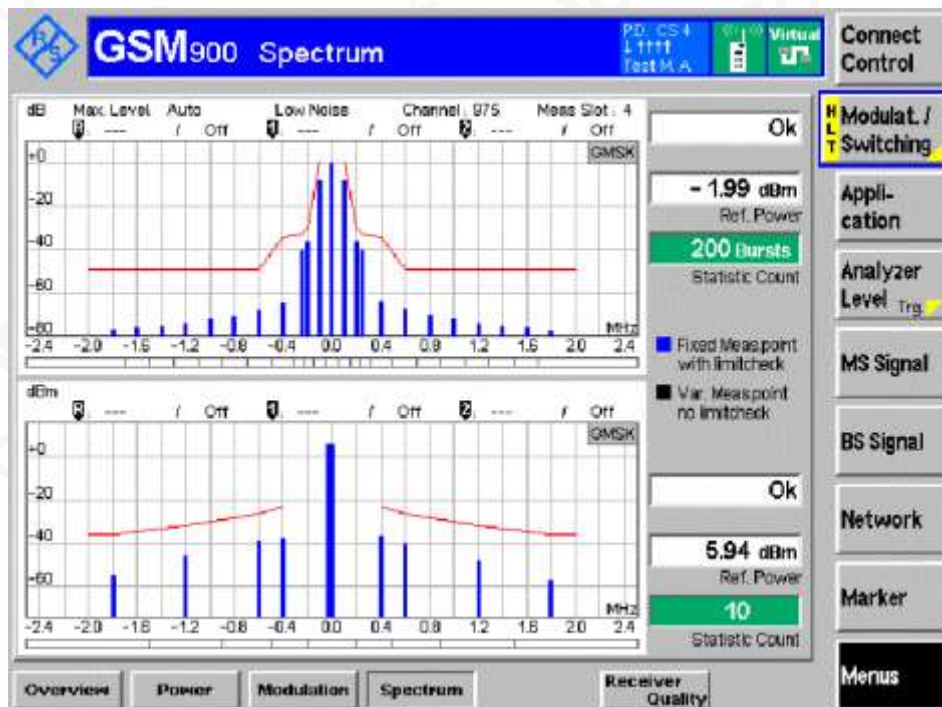 R S
GSM900 Spectrum
P.D. CS4
Test M.A.
Virtual
Connect
Control
dB Max. Level Auto Low Noise Channel: 975 Meas Slot: 4
R: --- / Off 1: --- / Off 2: --- / Off
GMSK
+0
-20
-40
-60
-80
MHz
-2.4 -2.0 -1.6 -1.2 -0.8 -0.4 0.0 0.4 0.8 1.2 1.6 2.0 2.4
Ok
- 1.99 dBm
Ref. Power
200 Bursts
Statistic Count
Fixed Meas.point
with limitcheck
Var. Meas.point
no limitcheck
dBm
R: --- / Off 1: --- / Off 2: --- / Off
GMSK
+0
-20
-40
-60
MHz
-2.4 -2.0 -1.6 -1.2 -0.8 -0.4 0.0 0.4 0.8 1.2 1.6 2.0 2.4
Ok
5.94 dBm
Ref. Power
10
Statistic Count
HLT
Modulat. /
Switching
Appli-
cation
Analyzer
Level Trg.
MS Signal
BS Signal
Network
Marker
Menus
Overview Power Modulation Spectrum Receiver
Quality